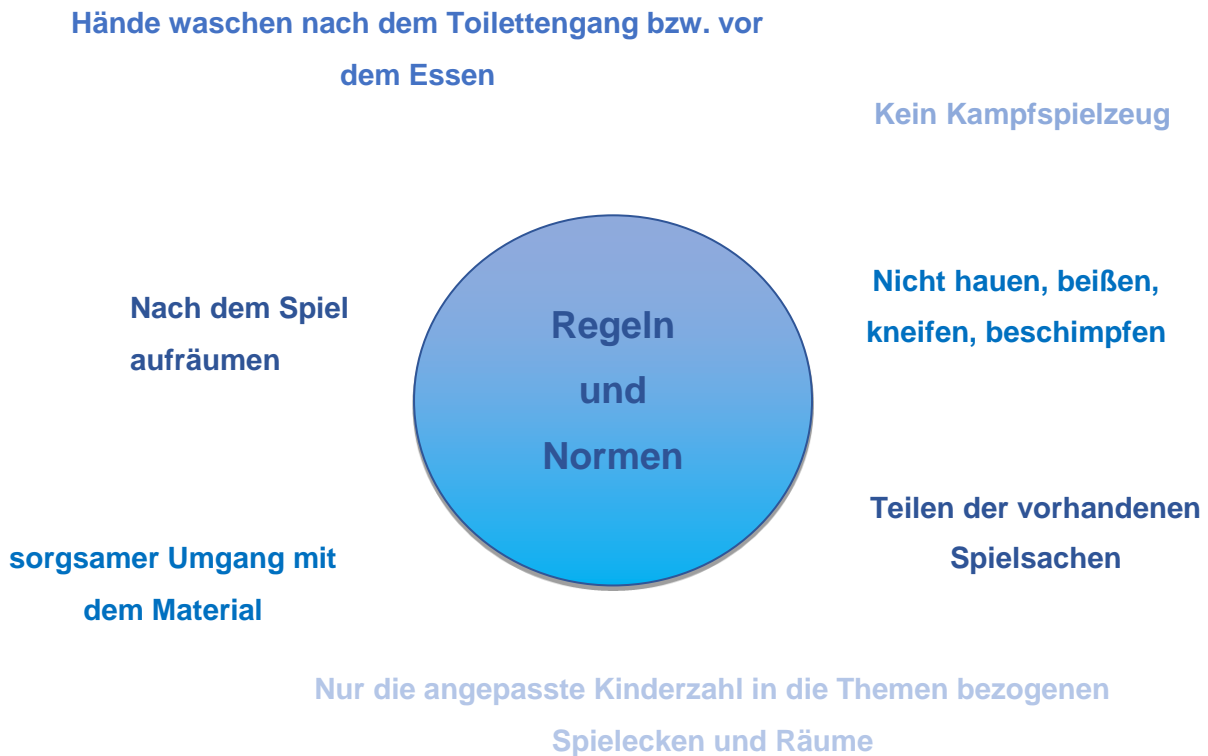 Hände waschen nach dem Toilettengang bzw. vor
dem Essen
Kein Kampfspielzeug
Nicht hauen, beißen,
kneifen, beschimpfen
Nach dem Spiel
aufräumen
Regeln
und
Normen
Teilen der vorhandenen
Spielsachen
sorgsamer Umgang mit
dem Material
Nur die angepasste Kinderzahl in die Themen bezogenen
Spielecken und Räume